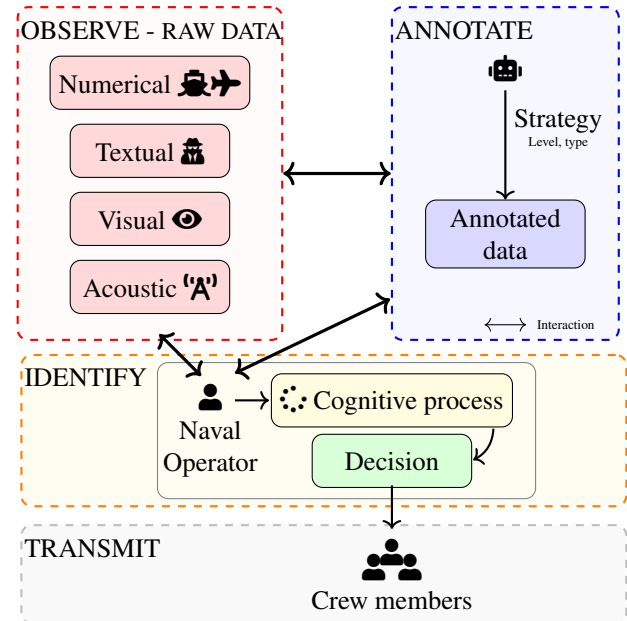 OBSERVE - RAW DATA
Numerical
Textual
Visual
Acoustic
ANNOTATE
Strategy
Level, type
Annotated
data
Interaction
IDENTIFY
Naval
Operator
Cognitive process
Decision
TRANSMIT
Crew members